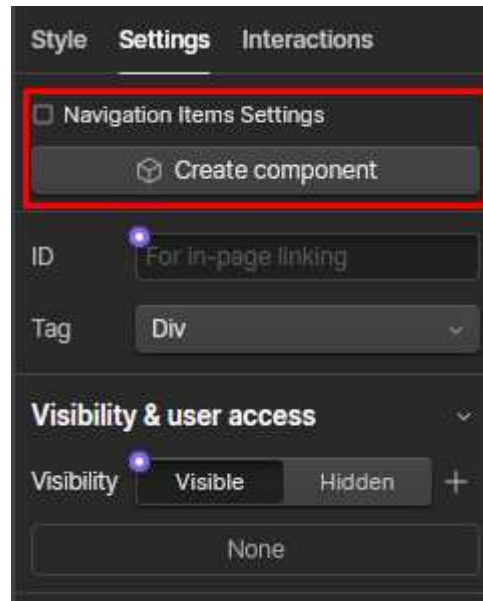 Style Settings Interactions
Navigation Items Settings
Create component
ID For in-page linking
Tag Div
Visibility & user access
Visibility Visible Hidden
None